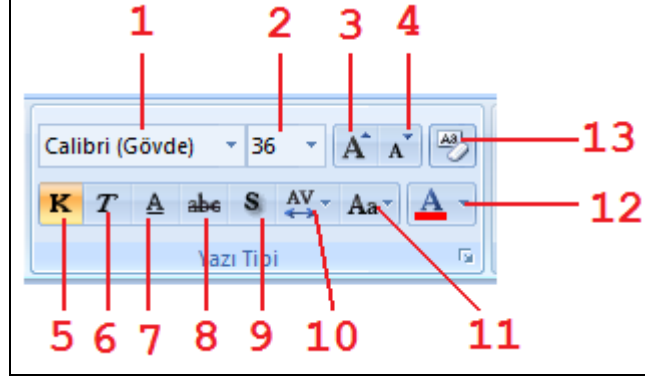 1 2 3 4
Calibri (Gövde) 36 A A Aa 13
K T A abc S AV Aa A 12
Yazı Tipi
5 6 7 8 9 10 11